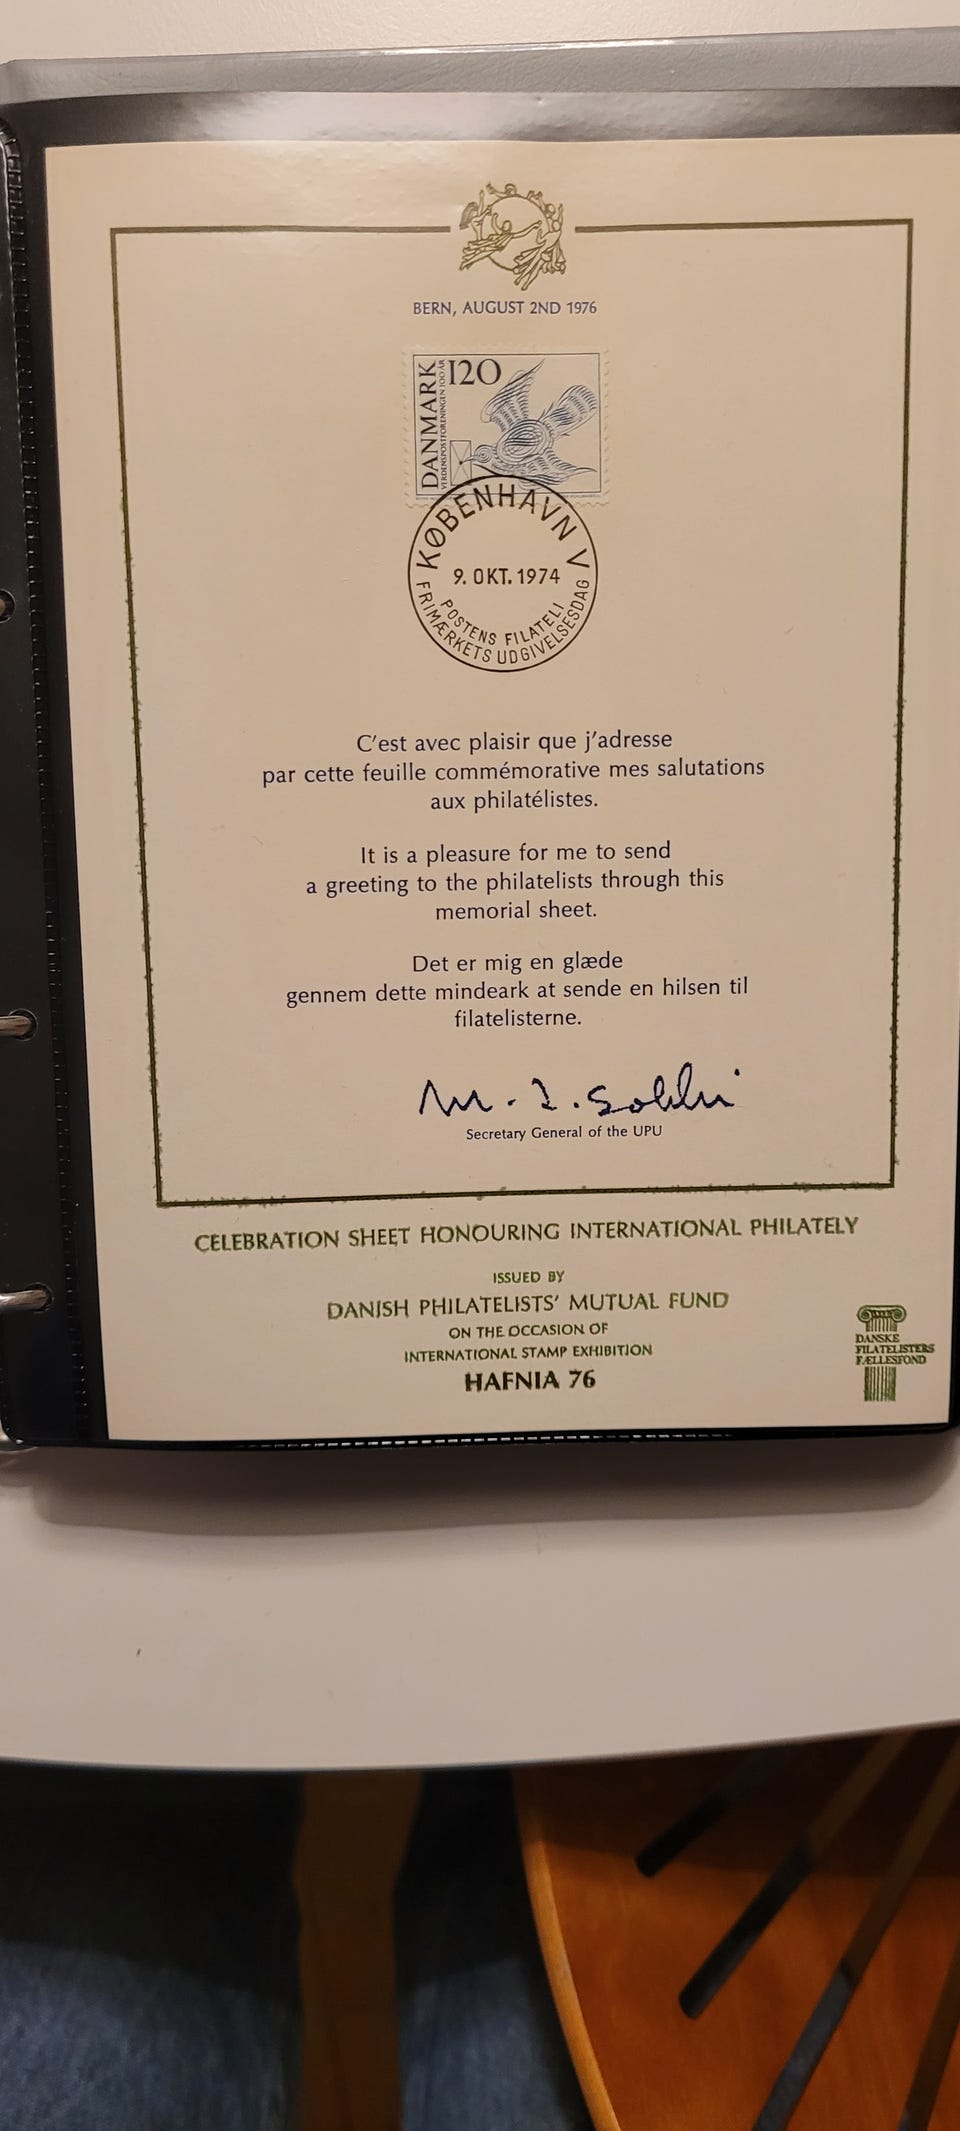 BERN, AUGUST 2ND 1976
DANMARK
VERDENSPOSTFORENINGEN 100 ÅR
120
KØBENHAVN V
9. OKT. 1974
POSTENS FILATELI
FRIMÆRKETS UDGIVELSESDAG
C'est avec plaisir que j'adresse
par cette feuille commémorative mes salutations
aux philatélistes.
It is a pleasure for me to send
a greeting to the philatelists through this
memorial sheet.
Det er mig en glæde
gennem dette mindeark at sende en hilsen til
filatelisterne.
Secretary General of the UPU
CELEBRATION SHEET HONOURING INTERNATIONAL PHILATELY
ISSUED BY
DANISH PHILATELISTS' MUTUAL FUND
ON THE OCCASION OF
INTERNATIONAL STAMP EXHIBITION
HAFNIA 76
DANSKE
FILATELISTERS
FÆLLESFOND